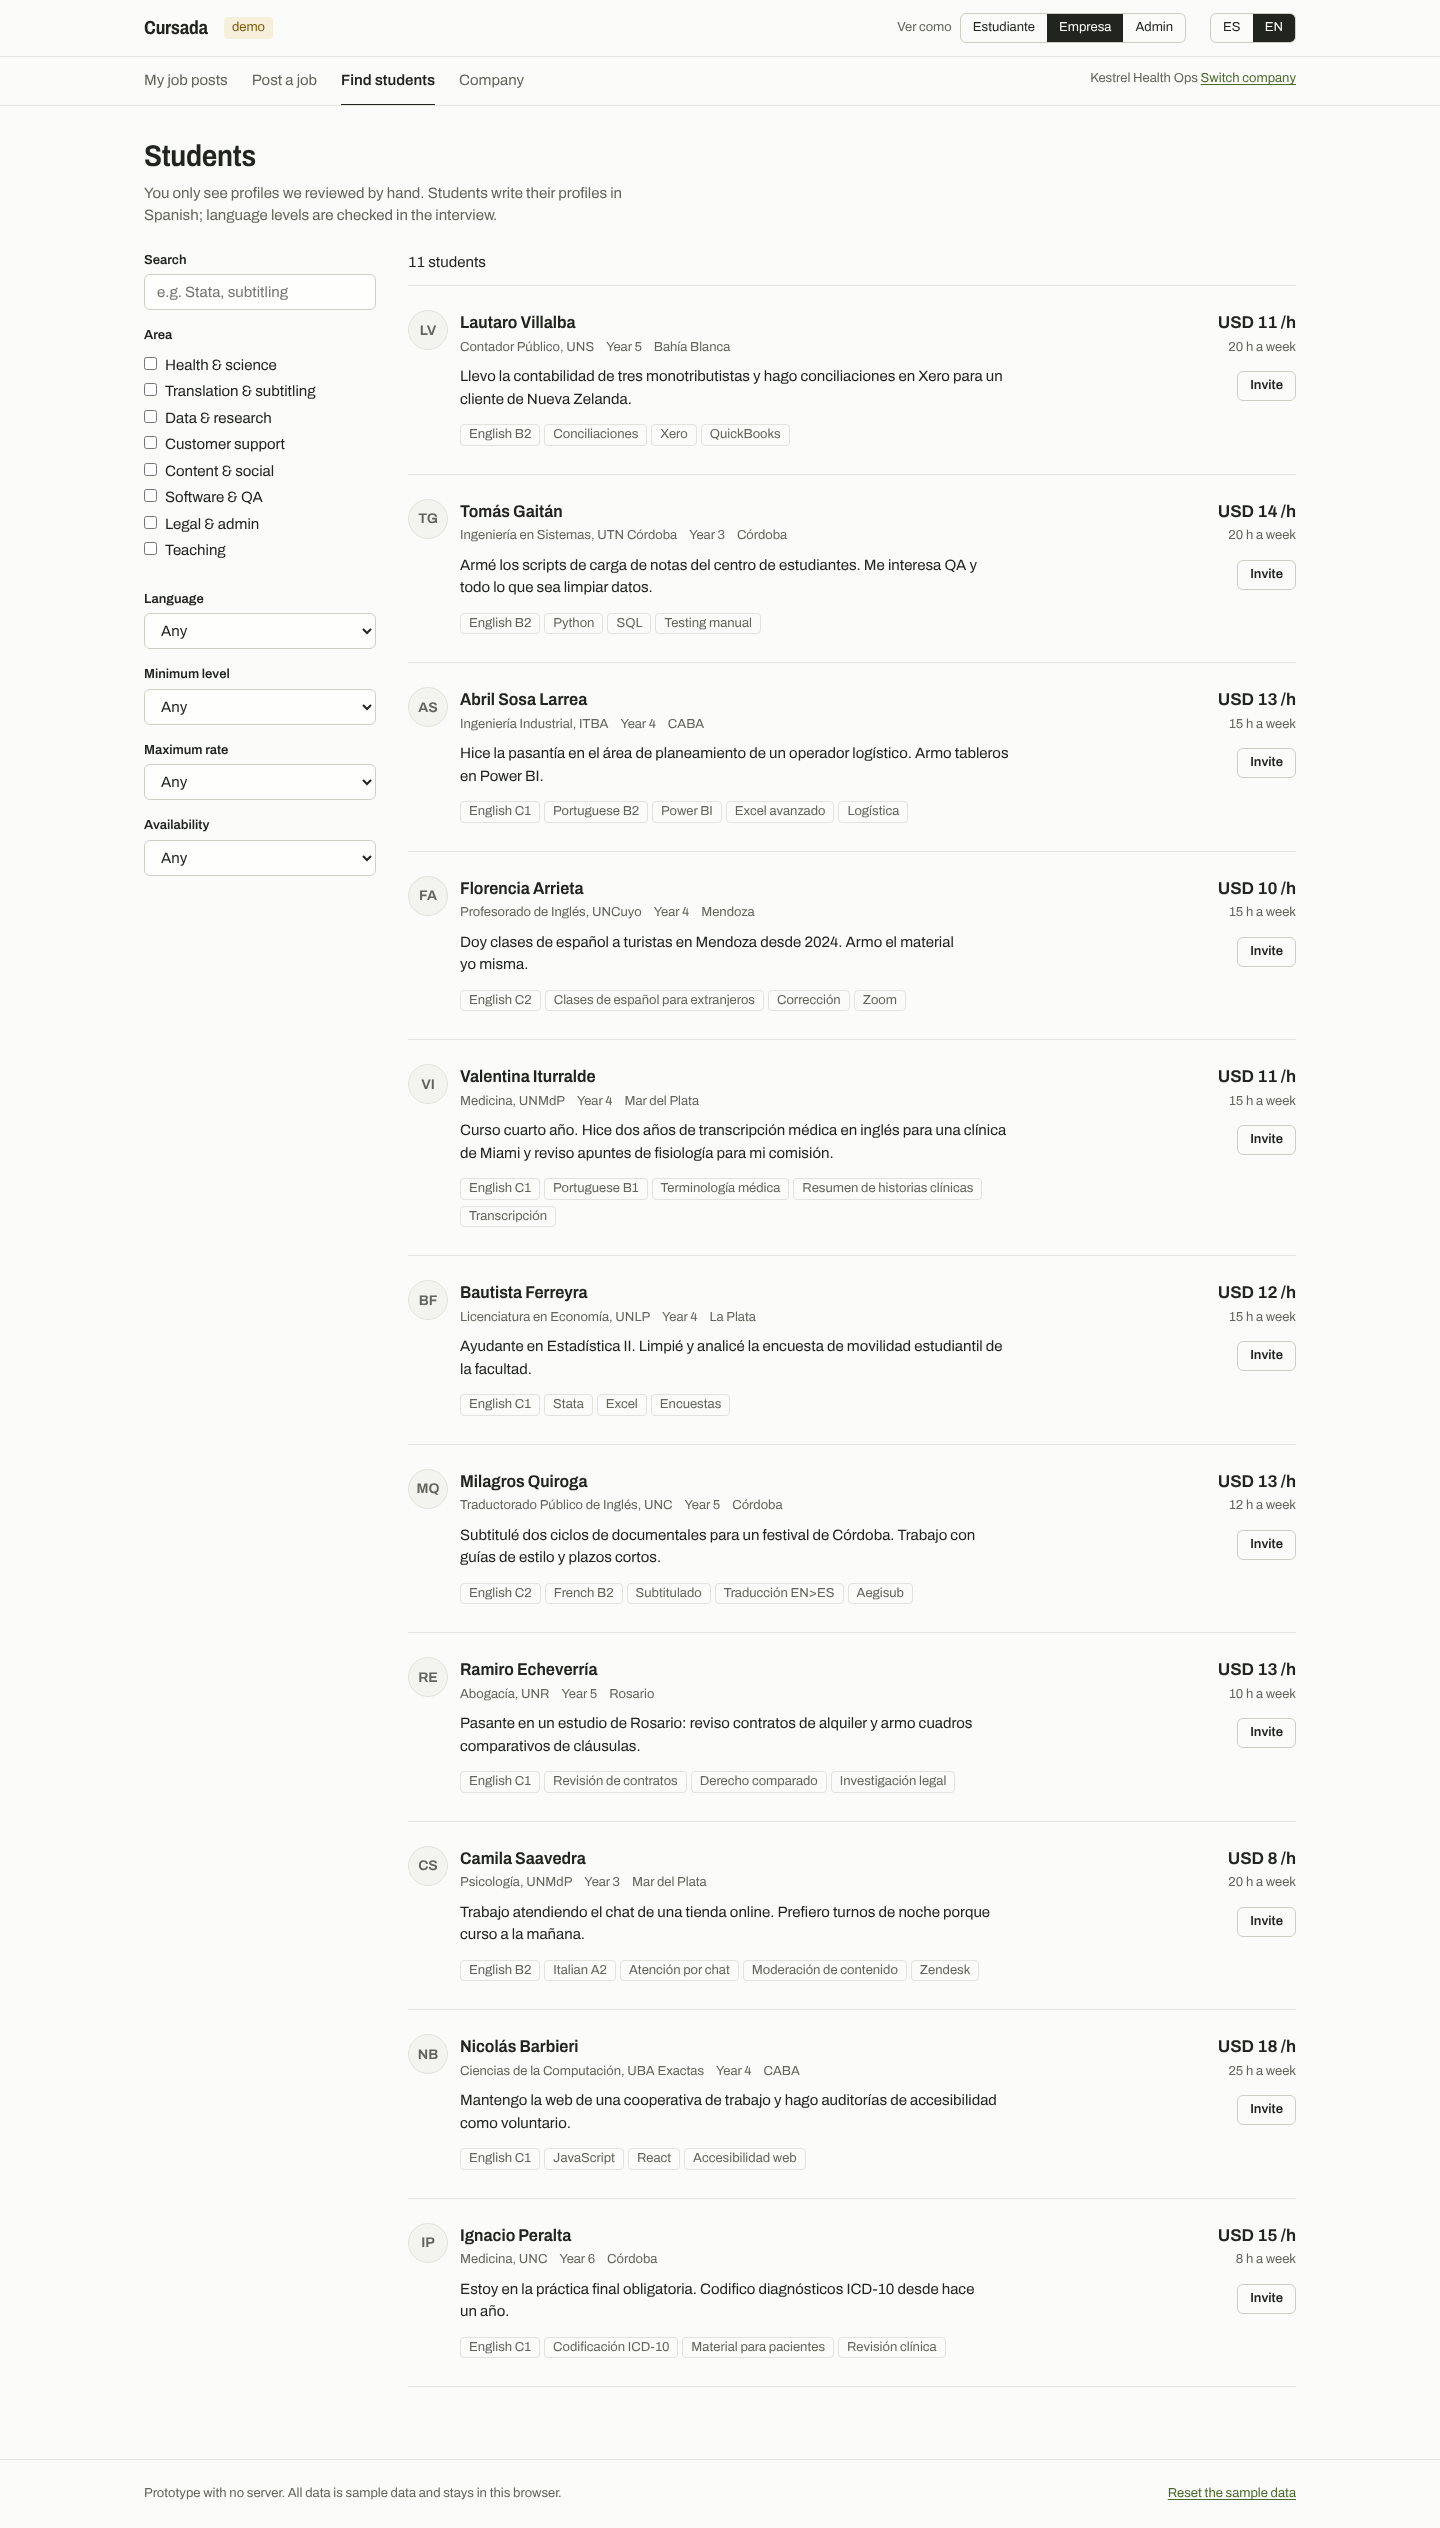 Cursada demo Ver como Estudiante Empresa Admin ES EN
My job posts Post a job Find students Company Kestrel Health Ops Switch company
Students
You only see profiles we reviewed by hand. Students write their profiles in
Spanish; language levels are checked in the interview.
Search
e.g. Stata, subtitling
Area
Health & science
Translation & subtitling
Data & research
Customer support
Content & social
Software & QA
Legal & admin
Teaching
Language
Any
Minimum level
Any
Maximum rate
Any
Availability
Any
11 students
LV Lautaro Villalba USD 11 /h
Contador Público, UNS Year 5 Bahía Blanca 20 h a week
Llevo la contabilidad de tres monotributistas y hago conciliaciones en Xero para un
cliente de Nueva Zelanda.
Invite
English B2 Conciliaciones Xero QuickBooks
TG Tomás Gaitán USD 14 /h
Ingeniería en Sistemas, UTN Córdoba Year 3 Córdoba 20 h a week
Armé los scripts de carga de notas del centro de estudiantes. Me interesa QA y
todo lo que sea limpiar datos.
Invite
English B2 Python SQL Testing manual
AS Abril Sosa Larrea USD 13 /h
Ingeniería Industrial, ITBA Year 4 CABA 15 h a week
Hice la pasantía en el área de planeamiento de un operador logístico. Armo tableros
en Power BI.
Invite
English C1 Portuguese B2 Power BI Excel avanzado Logística
FA Florencia Arrieta USD 10 /h
Profesorado de Inglés, UNCuyo Year 4 Mendoza 15 h a week
Doy clases de español a turistas en Mendoza desde 2024. Armo el material
yo misma.
Invite
English C2 Clases de español para extranjeros Corrección Zoom
VI Valentina Iturralde USD 11 /h
Medicina, UNMdP Year 4 Mar del Plata 15 h a week
Curso cuarto año. Hice dos años de transcripción médica en inglés para una clínica
de Miami y reviso apuntes de fisiología para mi comisión.
Invite
English C1 Portuguese B1 Terminología médica Resumen de historias clínicas
Transcripción
BF Bautista Ferreyra USD 12 /h
Licenciatura en Economía, UNLP Year 4 La Plata 15 h a week
Ayudante en Estadística II. Limpié y analicé la encuesta de movilidad estudiantil de
la facultad.
Invite
English C1 Stata Excel Encuestas
MQ Milagros Quiroga USD 13 /h
Traductorado Público de Inglés, UNC Year 5 Córdoba 12 h a week
Subtitulé dos ciclos de documentales para un festival de Córdoba. Trabajo con
guías de estilo y plazos cortos.
Invite
English C2 French B2 Subtitulado Traducción EN>ES Aegisub
RE Ramiro Echeverría USD 13 /h
Abogacía, UNR Year 5 Rosario 10 h a week
Pasante en un estudio de Rosario: reviso contratos de alquiler y armo cuadros
comparativos de cláusulas.
Invite
English C1 Revisión de contratos Derecho comparado Investigación legal
CS Camila Saavedra USD 8 /h
Psicología, UNMdP Year 3 Mar del Plata 20 h a week
Trabajo atendiendo el chat de una tienda online. Prefiero turnos de noche porque
curso a la mañana.
Invite
English B2 Italian A2 Atención por chat Moderación de contenido Zendesk
NB Nicolás Barbieri USD 18 /h
Ciencias de la Computación, UBA Exactas Year 4 CABA 25 h a week
Mantengo la web de una cooperativa de trabajo y hago auditorías de accesibilidad
como voluntario.
Invite
English C1 JavaScript React Accesibilidad web
IP Ignacio Peralta USD 15 /h
Medicina, UNC Year 6 Córdoba 8 h a week
Estoy en la práctica final obligatoria. Codifico diagnósticos ICD-10 desde hace
un año.
Invite
English C1 Codificación ICD-10 Material para pacientes Revisión clínica
Prototype with no server. All data is sample data and stays in this browser. Reset the sample data